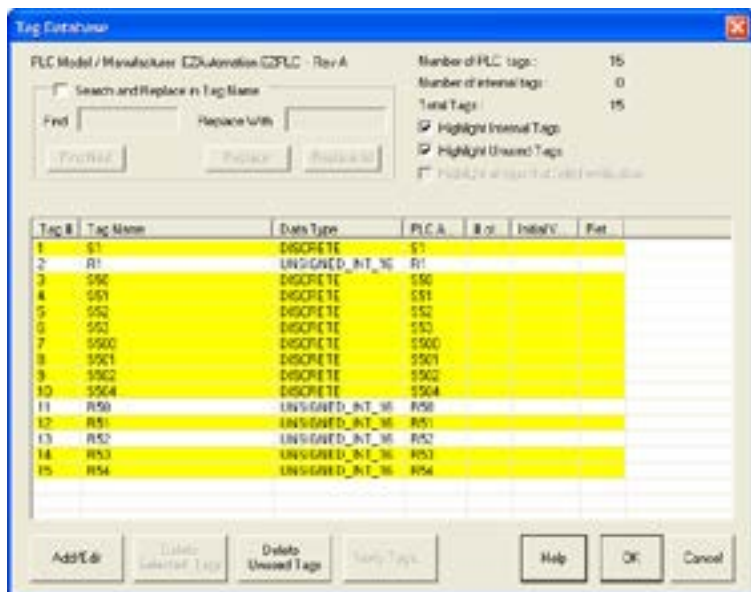 Tag Database
PLC Model / Manufacturer EZAutomation EZPLC - Rev A
Search and Replace in Tag Name
Find
Replace With
Find Next
Replace
Replace All
Number of PLC tags: 15
Number of internal tags: 0
Total Tags: 15
Highlight Internal Tags
Highlight Unused Tags
Tag # Tag Name Data Type PLC A... # of Initial V... Ret...
1 S1 DISCRETE S1
2 R1 UNSIGNED_INT_16 R1
3 S50 DISCRETE S50
4 S51 DISCRETE S51
5 S52 DISCRETE S52
6 S53 DISCRETE S53
7 S500 DISCRETE S500
8 S501 DISCRETE S501
9 S502 DISCRETE S502
10 S504 DISCRETE S504
11 R50 UNSIGNED_INT_16 R50
12 R51 UNSIGNED_INT_16 R51
13 R52 UNSIGNED_INT_16 R52
14 R53 UNSIGNED_INT_16 R53
15 R54 UNSIGNED_INT_16 R54
Add/Edit
Delete
Selected Tags
Delete
Unused Tags
Tags
Help
OK
Cancel